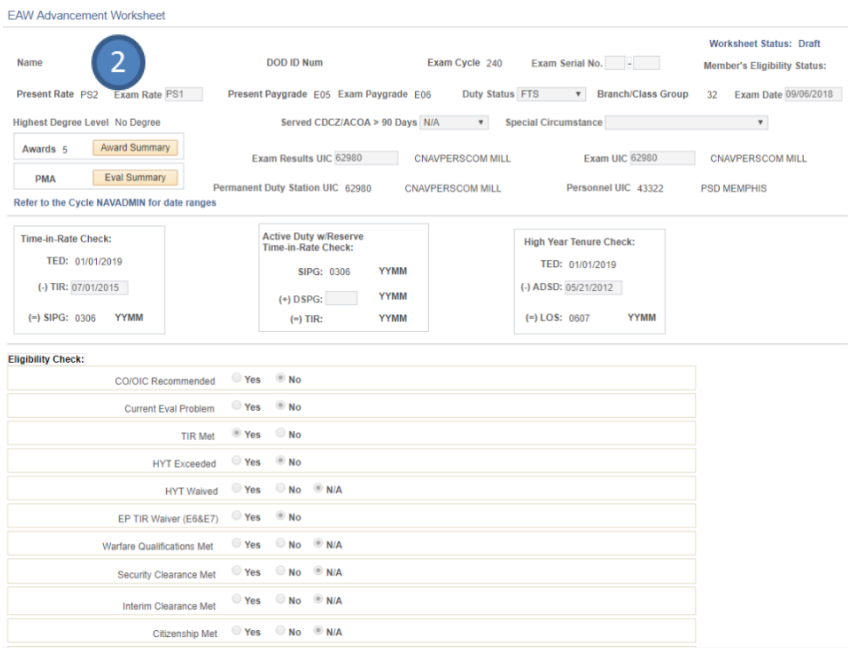 EAW Advancement Worksheet
Worksheet Status: Draft
Name 2 DOD ID Num Exam Cycle 240 Exam Serial No. - Member's Eligibility Status:
Present Rate PS2 Exam Rate PS1 Present Paygrade E05 Exam Paygrade E06 Duty Status FTS Branch/Class Group 32 Exam Date 09/06/2018
Highest Degree Level No Degree Served CDCZ/ACOA > 90 Days N/A Special Circumstance
Awards 5 Award Summary
Exam Results UIC 62980 CNAVPERSCOM MILL Exam UIC 62980 CNAVPERSCOM MILL
PMA Eval Summary
Permanent Duty Station UIC 62980 CNAVPERSCOM MILL Personnel UIC 43322 PSD MEMPHIS
Refer to the Cycle NAVADMIN for date ranges
Time-in-Rate Check:
TED: 01/01/2019
(-) TIR: 07/01/2015
(=) SIPG: 0306 YYMM
Active Duty w/Reserve
Time-in-Rate Check:
SIPG: 0306 YYMM
(+) DSPG: YYMM
(=) TIR: YYMM
High Year Tenure Check:
TED: 01/01/2019
(-) ADSD: 05/21/2012
(=) LOS: 0607 YYMM
Eligibility Check:
CO/OIC Recommended Yes No
Current Eval Problem Yes No
TIR Met Yes No
HYT Exceeded Yes No
HYT Waived Yes No N/A
EP TIR Waiver (E6&E7) Yes No
Warfare Qualifications Met Yes No N/A
Security Clearance Met Yes No N/A
Interim Clearance Met Yes No N/A
Citizenship Met Yes No N/A